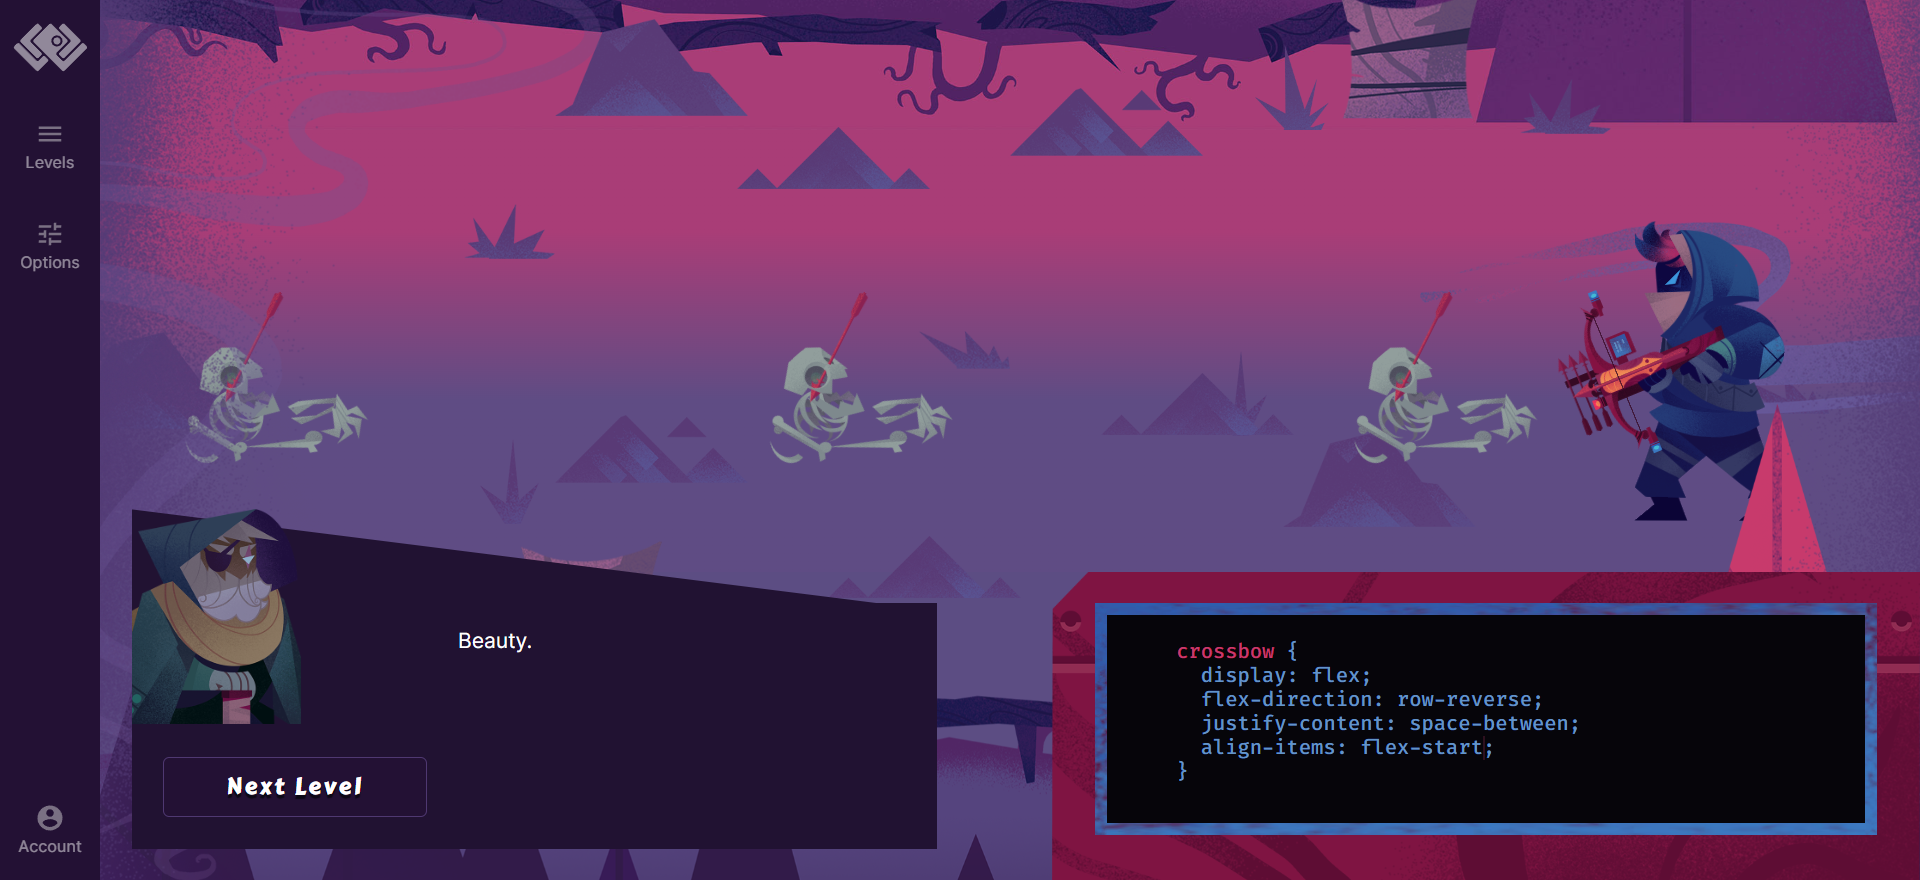 Levels
Options
Beauty.
Next Level
Account
crossbow {
  display: flex;
  flex-direction: row-reverse;
  justify-content: space-between;
  align-items: flex-start;
}